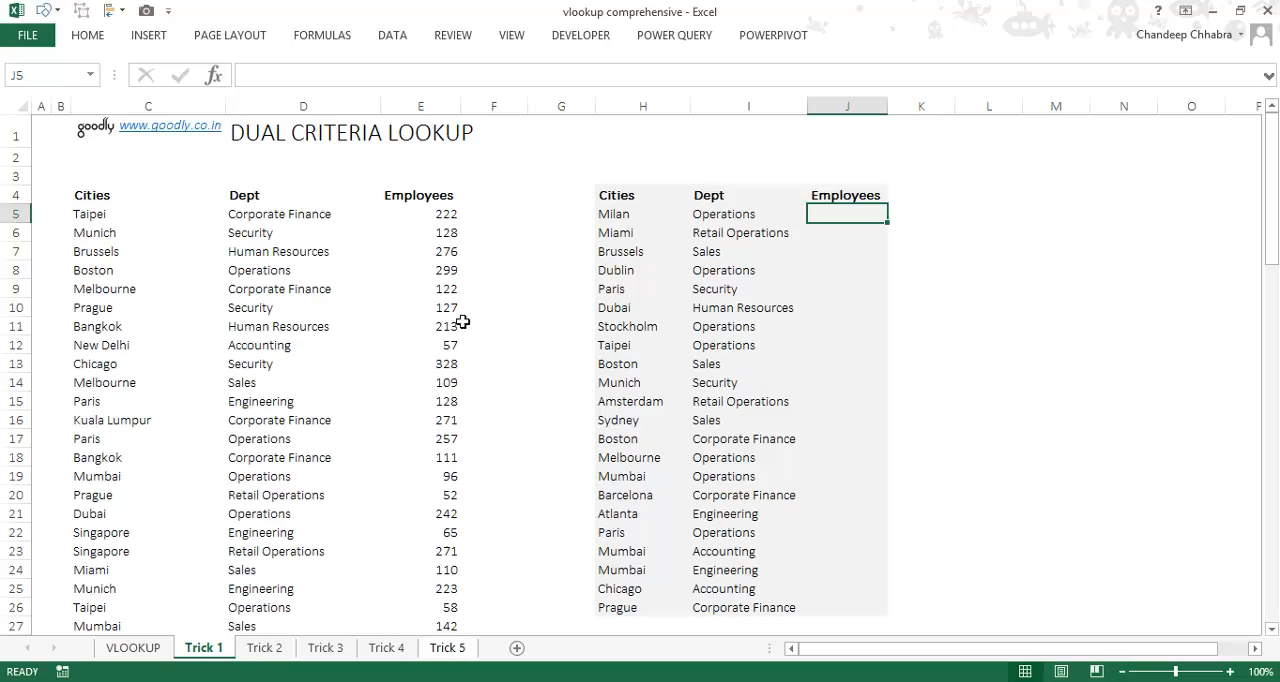 vlookup comprehensive - Excel
FILE HOME INSERT PAGE LAYOUT FORMULAS DATA REVIEW VIEW DEVELOPER POWER QUERY POWERPIVOT Chandeep Chhabra
J5 fx
A B C D E F G H I J K L M N O P
1 goodly www.goodly.co.in DUAL CRITERIA LOOKUP
2
3
4 Cities Dept Employees Cities Dept Employees
5 Taipei Corporate Finance 222 Milan Operations
6 Munich Security 128 Miami Retail Operations
7 Brussels Human Resources 276 Brussels Sales
8 Boston Operations 299 Dublin Operations
9 Melbourne Corporate Finance 122 Paris Security
10 Prague Security 127 Dubai Human Resources
11 Bangkok Human Resources 213 Stockholm Operations
12 New Delhi Accounting 57 Taipei Operations
13 Chicago Security 328 Boston Sales
14 Melbourne Sales 109 Munich Security
15 Paris Engineering 128 Amsterdam Retail Operations
16 Kuala Lumpur Corporate Finance 271 Sydney Sales
17 Paris Operations 257 Boston Corporate Finance
18 Bangkok Corporate Finance 111 Melbourne Operations
19 Mumbai Operations 96 Mumbai Operations
20 Prague Retail Operations 52 Barcelona Corporate Finance
21 Dubai Operations 242 Atlanta Engineering
22 Singapore Engineering 65 Paris Operations
23 Singapore Retail Operations 271 Mumbai Accounting
24 Miami Sales 110 Mumbai Engineering
25 Munich Engineering 223 Chicago Accounting
26 Taipei Operations 58 Prague Corporate Finance
27 Mumbai Sales 142
VLOOKUP Trick 1 Trick 2 Trick 3 Trick 4 Trick 5
READY 100%